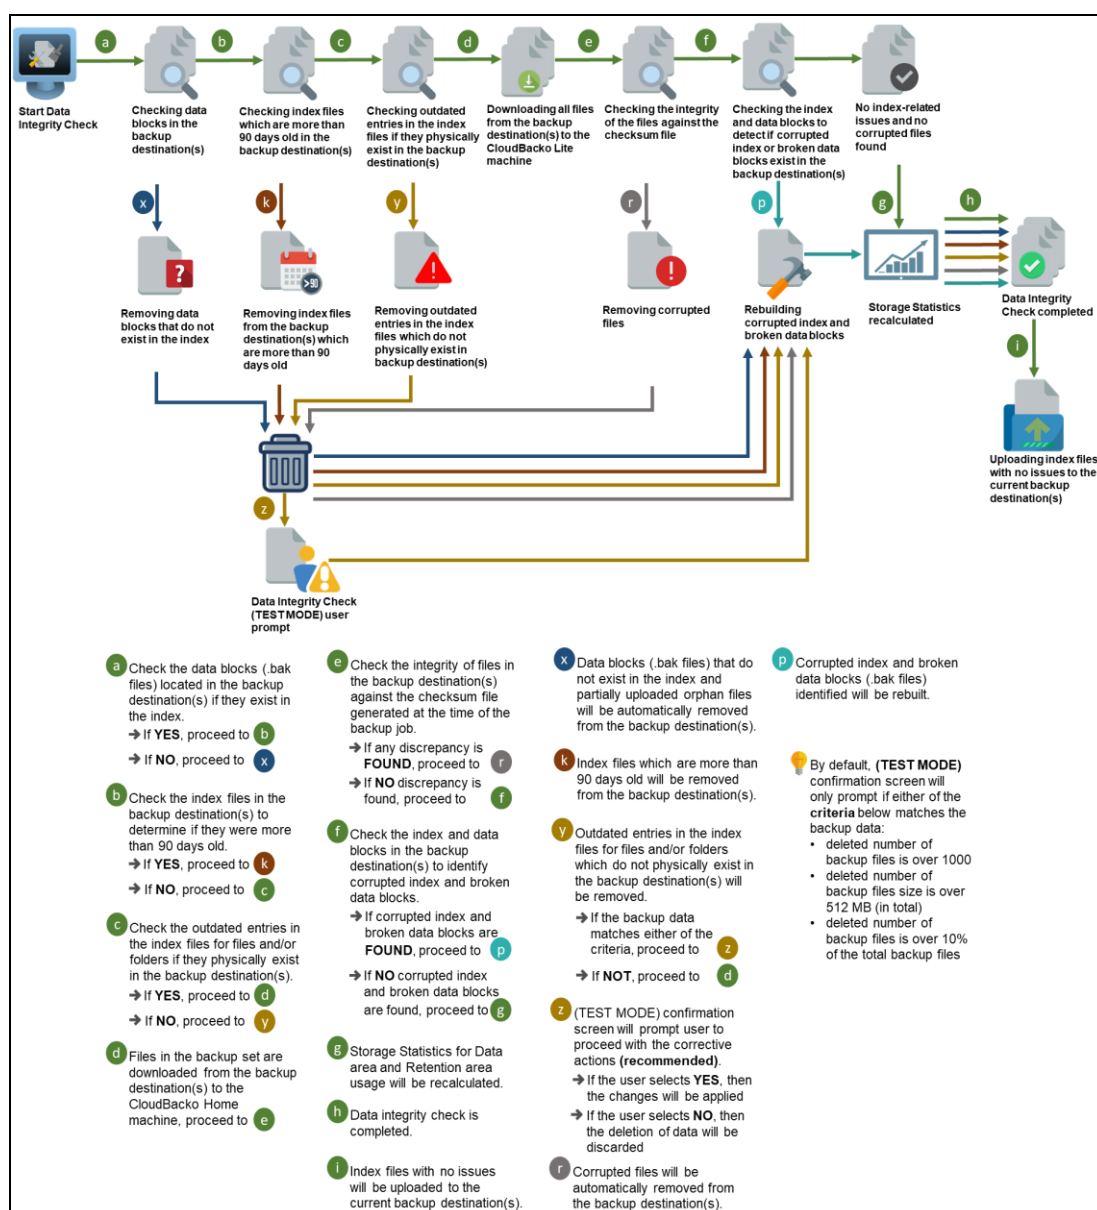 a
b
c
d
e
f
Start Data
Integrity Check
Checking data
blocks in the
backup
destination(s)
Checking index files
which are more than
90 days old in the
backup destination(s)
Checking outdated
entries in the index
files if they physically
exist in the backup
destination(s)
Downloading all files
from the backup
destination(s) to the
CloudBacko Lite
machine
Checking the integrity
of the files against the
checksum file
Checking the index
and data blocks to
detect if corrupted
index or broken data
blocks exist in the
backup destination(s)
No index-related
issues and no
corrupted files
found
x
k
y
r
p
g
h
?
>90
!
!
Removing data
blocks that do not
exist in the index
Removing index files
from the backup
destination(s) which
are more than 90
days old
Removing outdated
entries in the index
files which do not
physically exist in
backup destination(s)
Removing corrupted
files
Rebuilding
corrupted index and
broken data blocks
Storage Statistics
recalculated
Data Integrity
Check completed
i
Uploading index files
with no issues to the
current backup
destination(s)
z
!
Data Integrity Check
(TEST MODE) user
prompt
a Check the data blocks (.bak
files) located in the backup
destination(s) if they exist in
the index.
➔ If YES, proceed to b
➔ If NO, proceed to x
b Check the index files in the
backup destination(s) to
determine if they were more
than 90 days old.
➔ If YES, proceed to k
➔ If NO, proceed to c
c Check the outdated entries in
the index files for files and/or
folders if they physically exist
in the backup destination(s).
➔ If YES, proceed to d
➔ If NO, proceed to y
d Files in the backup set are
downloaded from the backup
destination(s) to the
CloudBacko Home
machine, proceed to e
e Check the integrity of files in
the backup destination(s)
against the checksum file
generated at the time of the
backup job.
➔ If any discrepancy is
FOUND, proceed to r
➔ If NO discrepancy is
found, proceed to f
f Check the index and data
blocks in the backup
destination(s) to identify
corrupted index and broken
data blocks.
➔ If corrupted index and
broken data blocks are
FOUND, proceed to p
➔ If NO corrupted index
and broken data blocks
are found, proceed to g
g Storage Statistics for Data
area and Retention area
usage will be recalculated.
h Data integrity check is
completed.
i Index files with no issues
will be uploaded to the
current backup destination(s).
x Data blocks (.bak files) that do
not exist in the index and
partially uploaded orphan files
will be automatically removed
from the backup destination(s).
k Index files which are more than
90 days old will be removed
from the backup destination(s).
y Outdated entries in the index
files for files and/or folders
which do not physically exist in
the backup destination(s) will
be removed.
➔ If the backup data
matches either of the
criteria, proceed to z
➔ If NOT, proceed to d
z (TEST MODE) confirmation
screen will prompt user to
proceed with the corrective
actions (recommended).
➔ If the user selects YES, then
the changes will be applied
➔ If the user selects NO, then
the deletion of data will be
discarded
r Corrupted files will be
automatically removed from
the backup destination(s).
p Corrupted index and broken
data blocks (.bak files)
identified will be rebuilt.
By default, (TEST MODE)
confirmation screen will
only prompt if either of the
criteria below matches the
backup data:
• deleted number of
backup files is over 1000
• deleted number of
backup files size is over
512 MB (in total)
• deleted number of
backup files is over 10%
of the total backup files